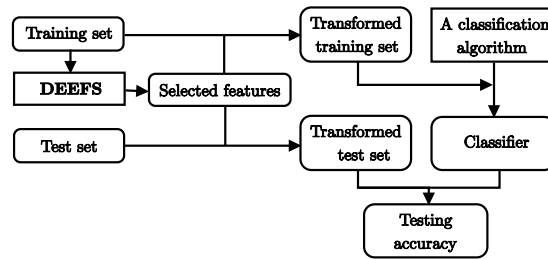 Training set
Transformed
training set
A classification
algorithm
DEEFS
Selected features
Test set
Transformed
test set
Classifier
Testing
accuracy